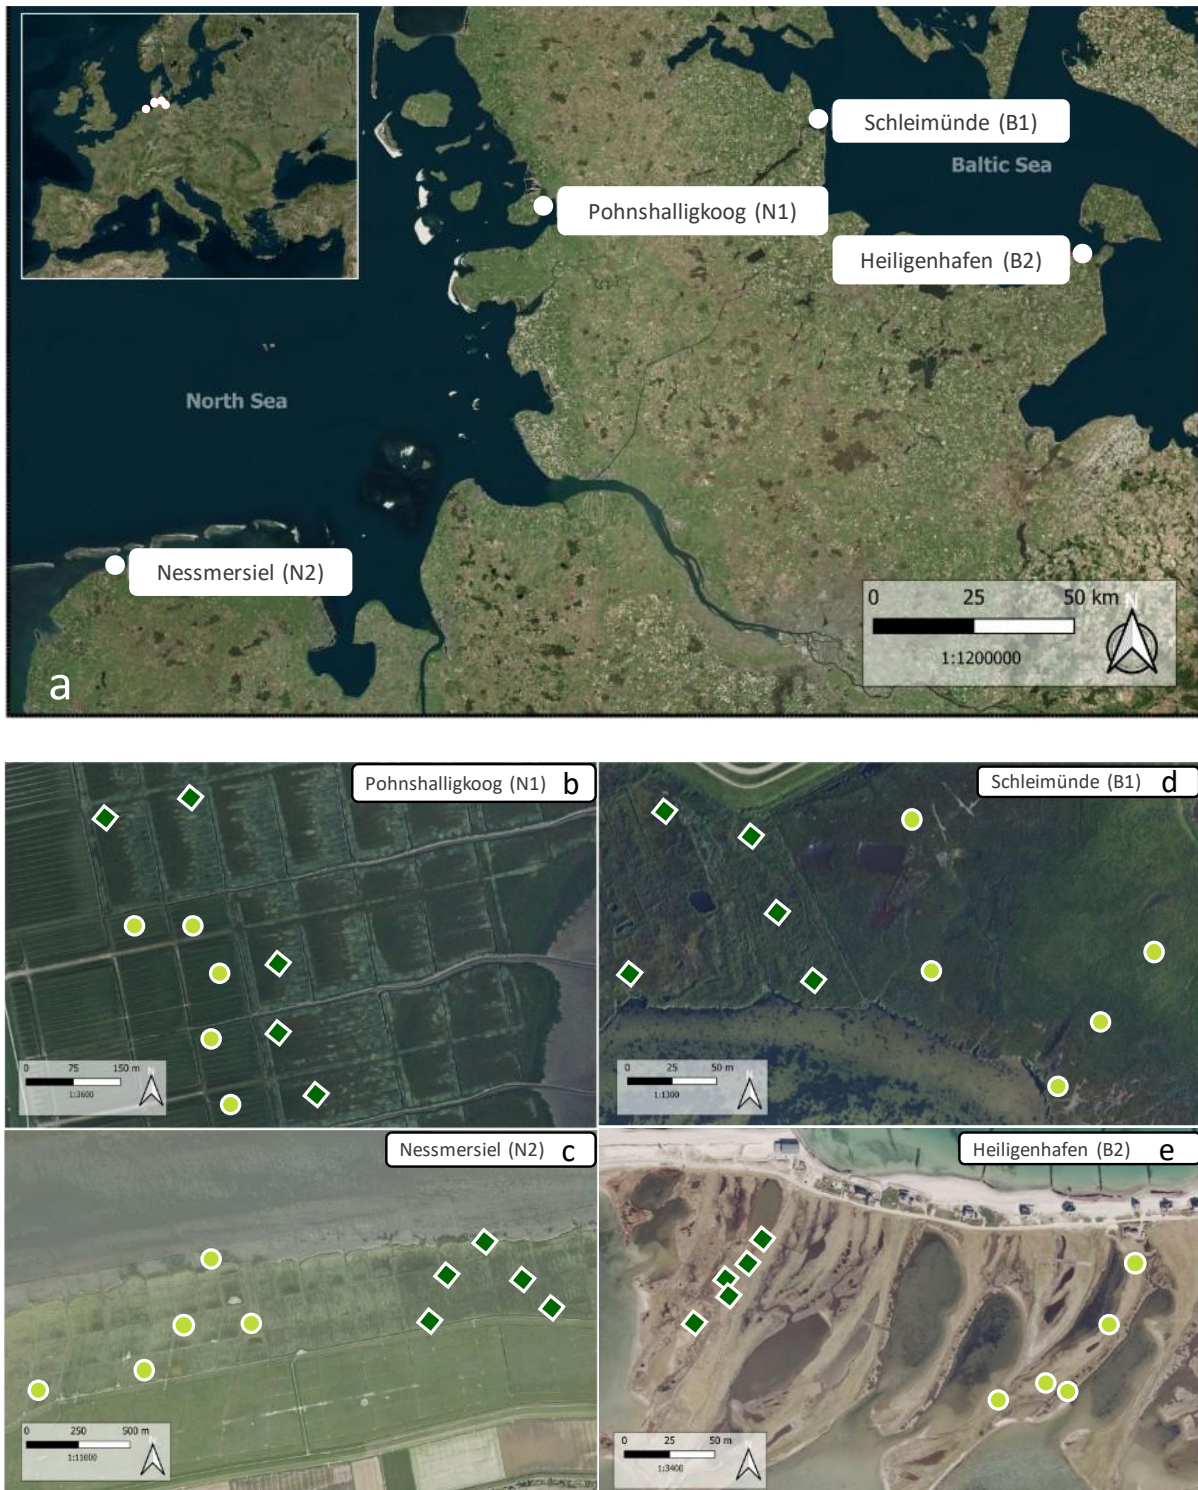 Schleimünde (B1)
Baltic Sea
Pohnshalligkoog (N1)
Heiligenhafen (B2)
North Sea
Nessmersiel (N2)
0 25 50 km
N
1:1200000
a
Pohnshalligkoog (N1) b
0 75 150 m
N
1:3600
Schleimünde (B1) d
0 25 50 m
N
1:1300
Nessmersiel (N2) c
0 250 500 m
N
1:11000
Heiligenhafen (B2) e
0 25 50 m
N
1:3400